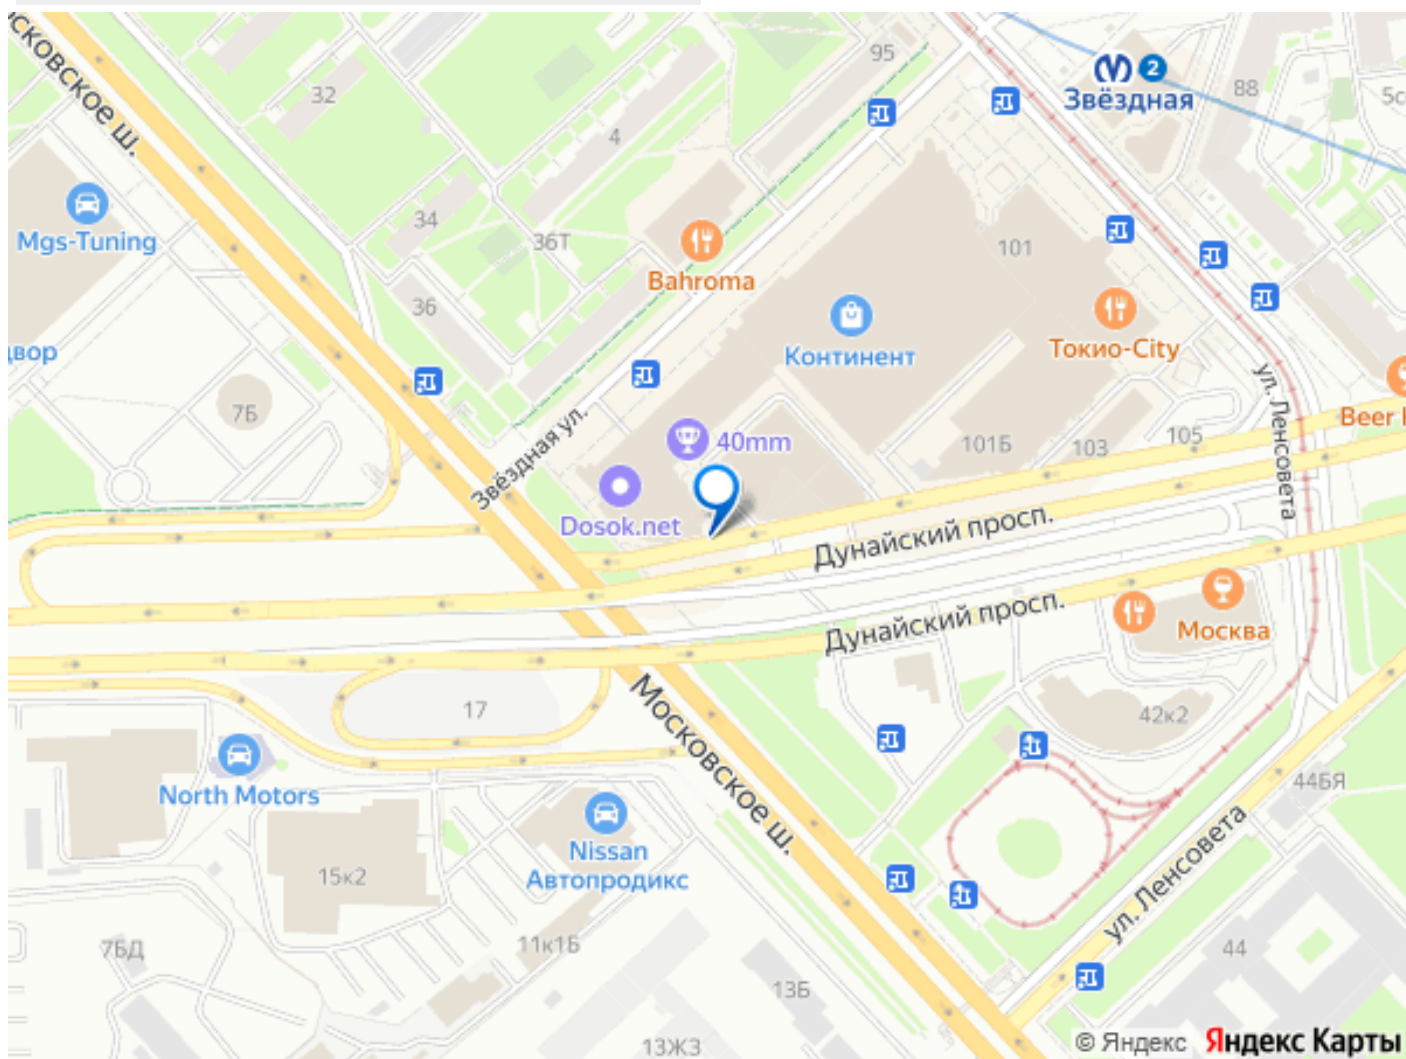 95
2
Звёздная
88
32
4
сковское ш.
34
36Т
Mgs-Tuning
Bahroma
101
36
Континент
Токио-City
двор
7Б
Звёздная ул.
40mm
101Б
103
105
ул. Ленсовета
Beer
Dosok.net
Дунайский просп.
Дунайский просп.
Москва
17
Московское ш.
42к2
North Motors
44БЯ
Nissan
Автопродикс
15к2
ул. Ленсовета
7БД
11к1Б
44
13Б
13Ж3
© Яндекс Яндекс Карты